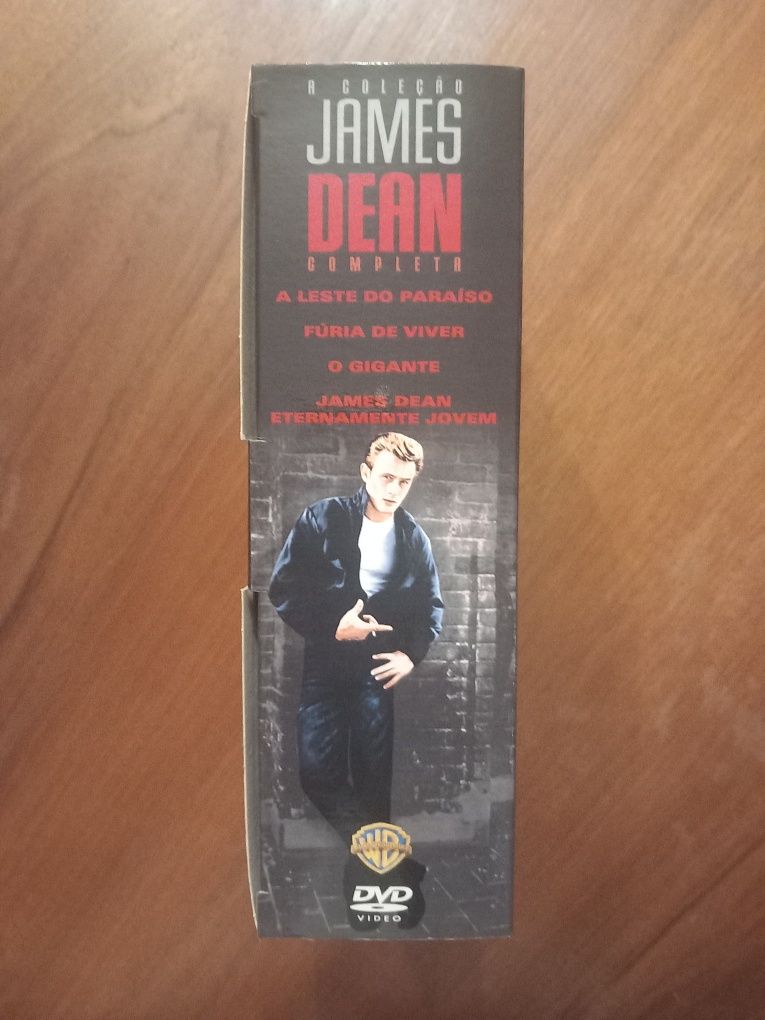 A COLEÇÃO
JAMES
DEAN
COMPLETA
A LESTE DO PARAÍSO
FÚRIA DE VIVER
O GIGANTE
JAMES DEAN
ETERNAMENTE JOVEM
WB
DVD
VIDEO